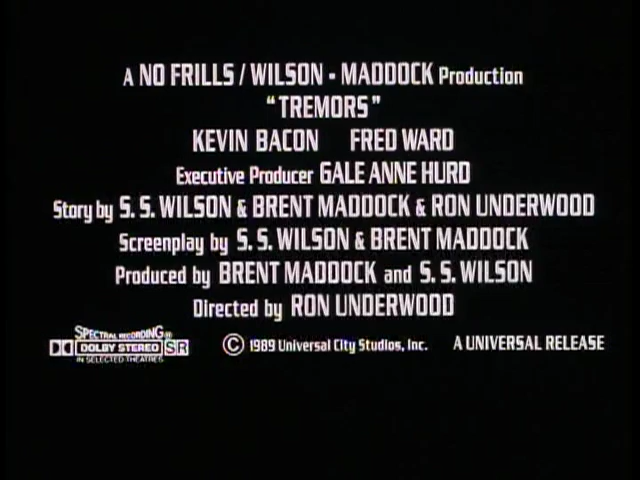 A NO FRILLS / WILSON - MADDOCK Production
"TREMORS"
KEVIN BACON FRED WARD
Executive Producer GALE ANNE HURD
Story by S. S. WILSON & BRENT MADDOCK & RON UNDERWOOD
Screenplay by S. S. WILSON & BRENT MADDOCK
Produced by BRENT MADDOCK and S. S. WILSON
Directed by RON UNDERWOOD
SPECTRAL RECORDING
DOLBY STEREO SR
IN SELECTED THEATRES
© 1989 Universal City Studios, Inc. A UNIVERSAL RELEASE